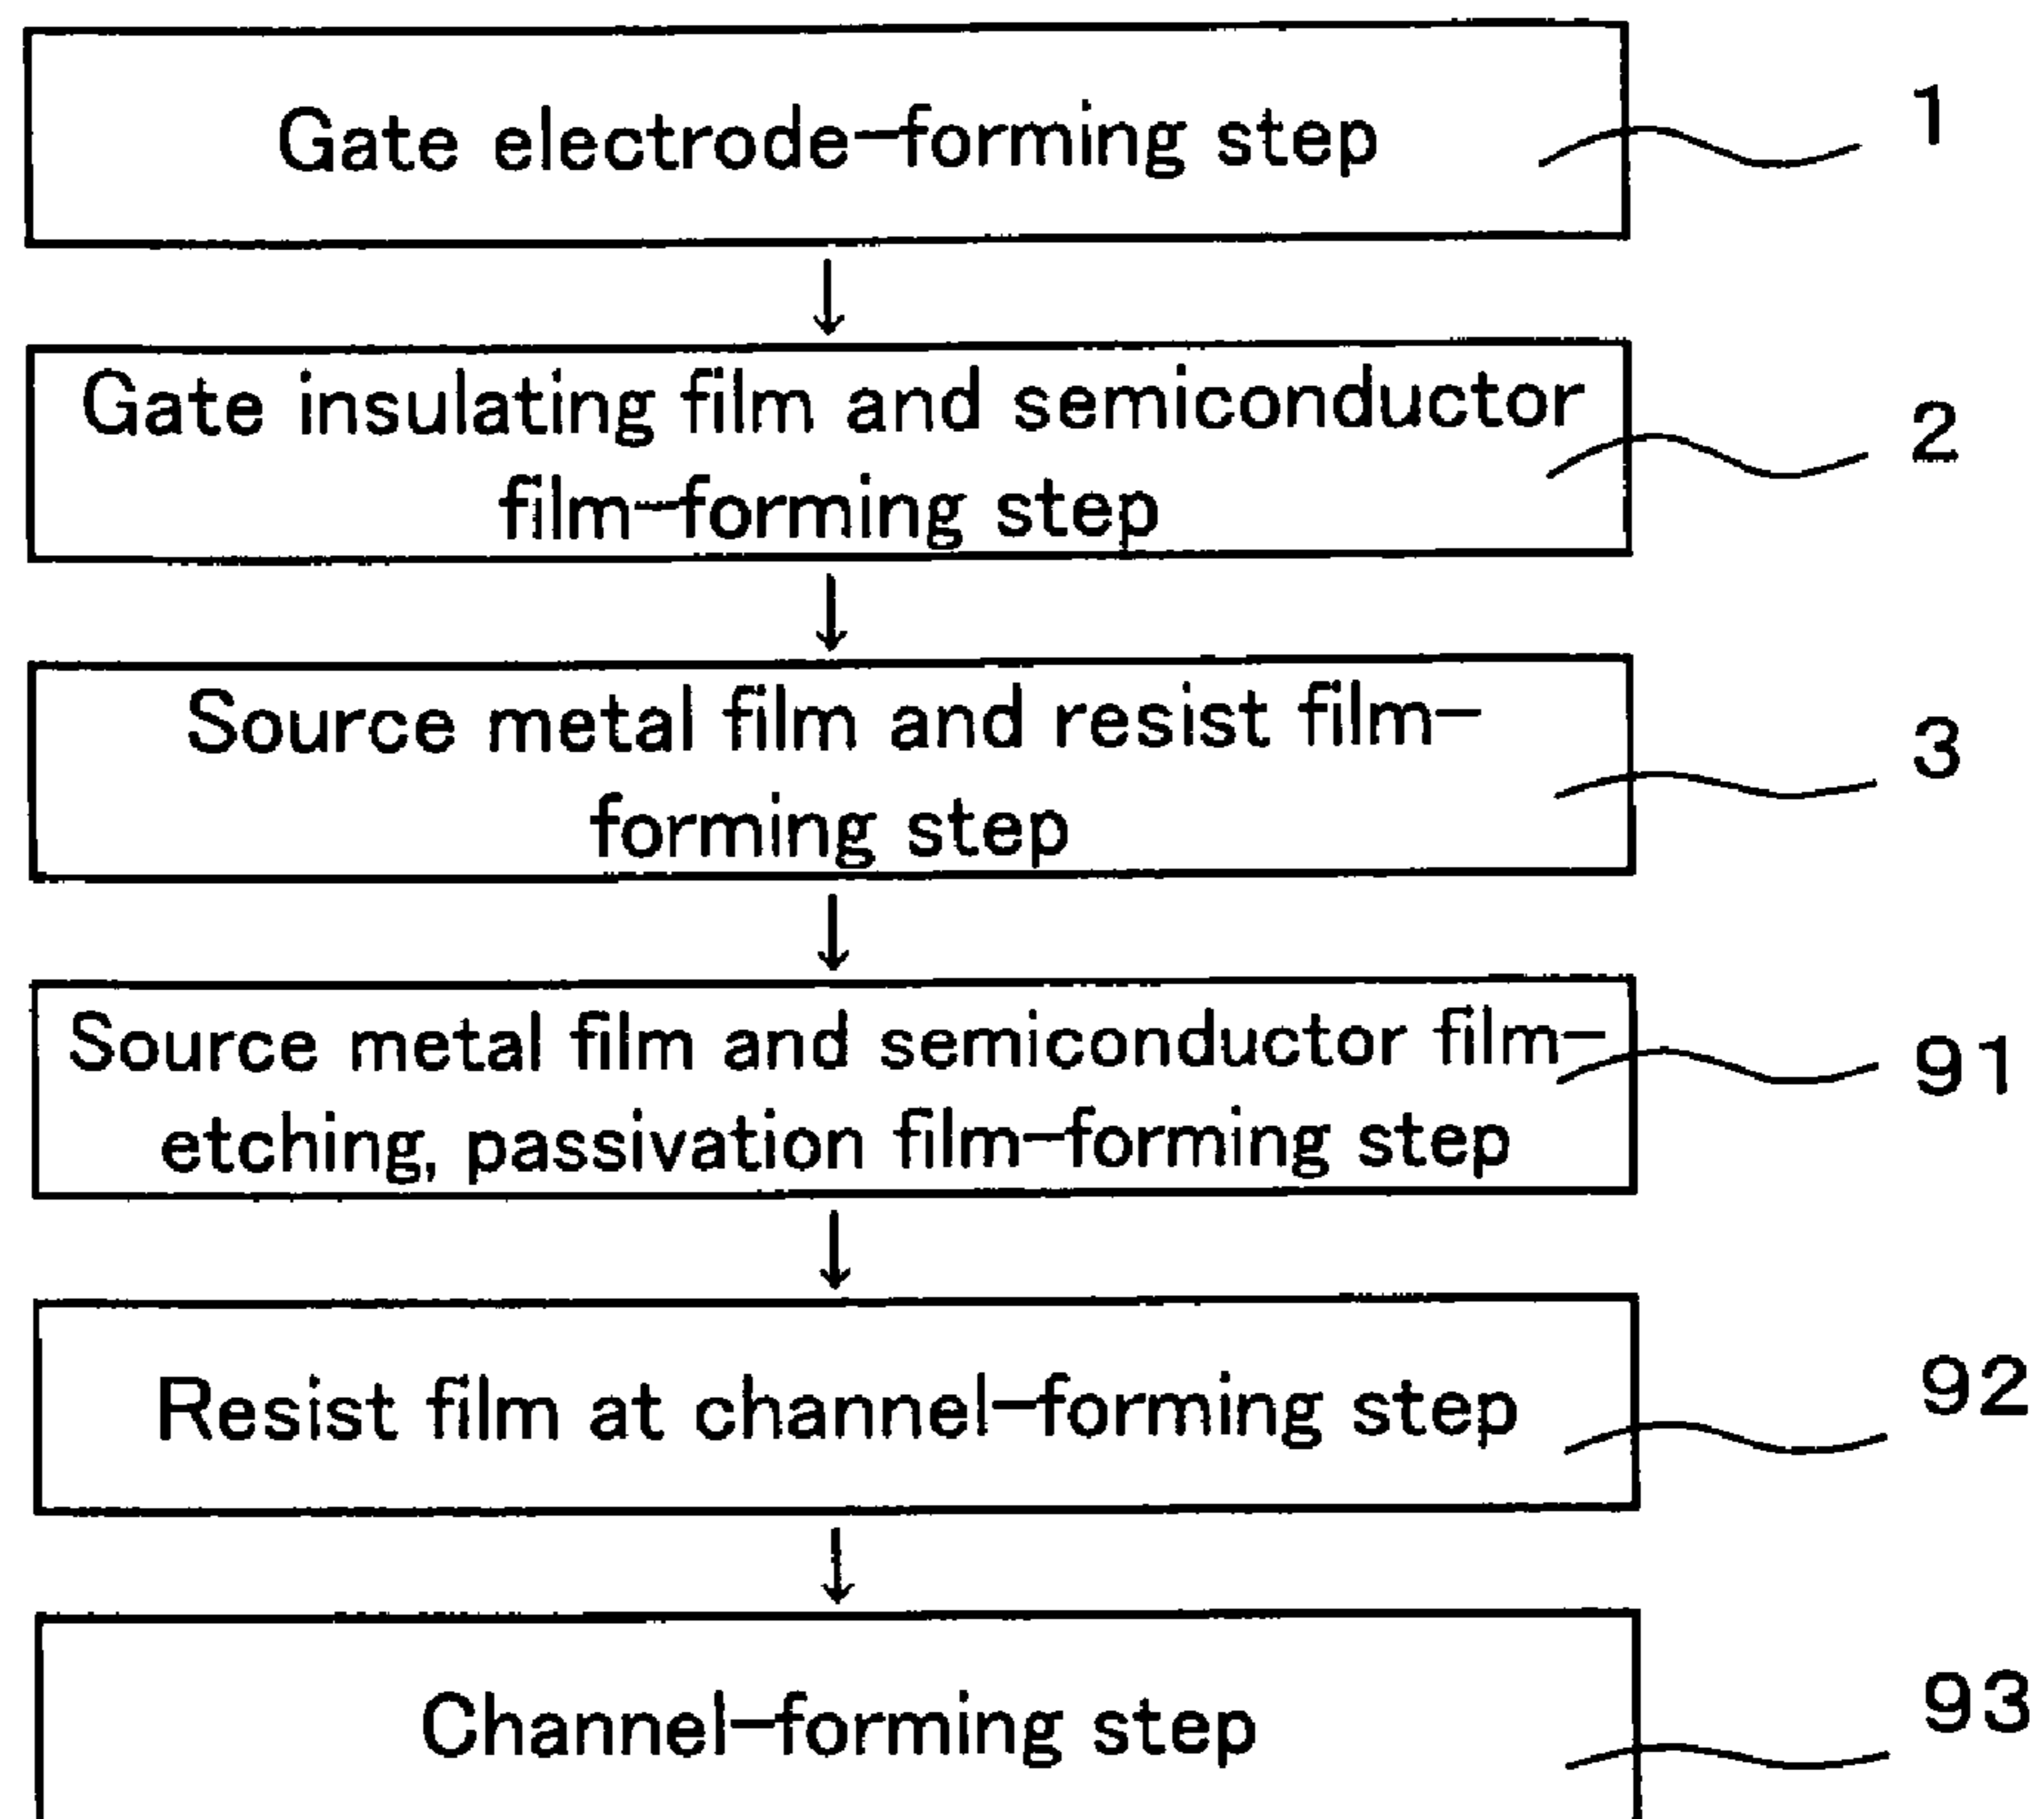 Gate electrode-forming step
1
Gate insulating film and semiconductor
film-forming step
2
Source metal film and resist film-
forming step
3
Source metal film and semiconductor film-
etching, passivation film-forming step
91
Resist film at channel-forming step
92
Channel-forming step
93